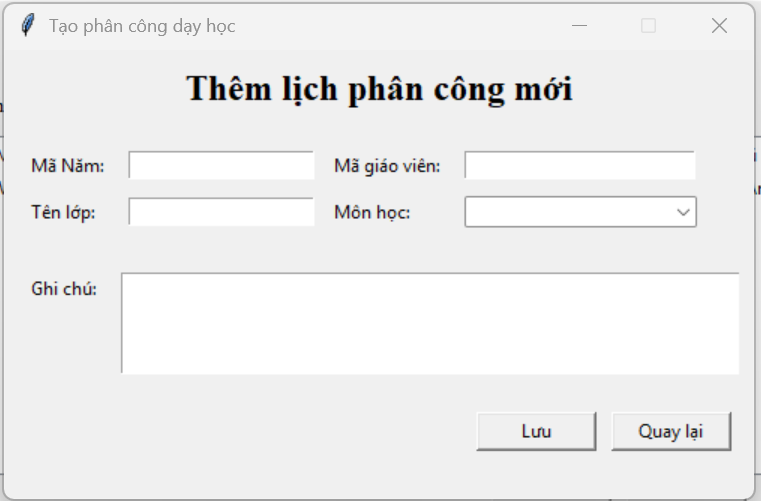 Tạo phân công dạy học
Thêm lịch phân công mới
Mã Năm: Mã giáo viên:
Tên lớp: Môn học:
Ghi chú:
Lưu Quay lại